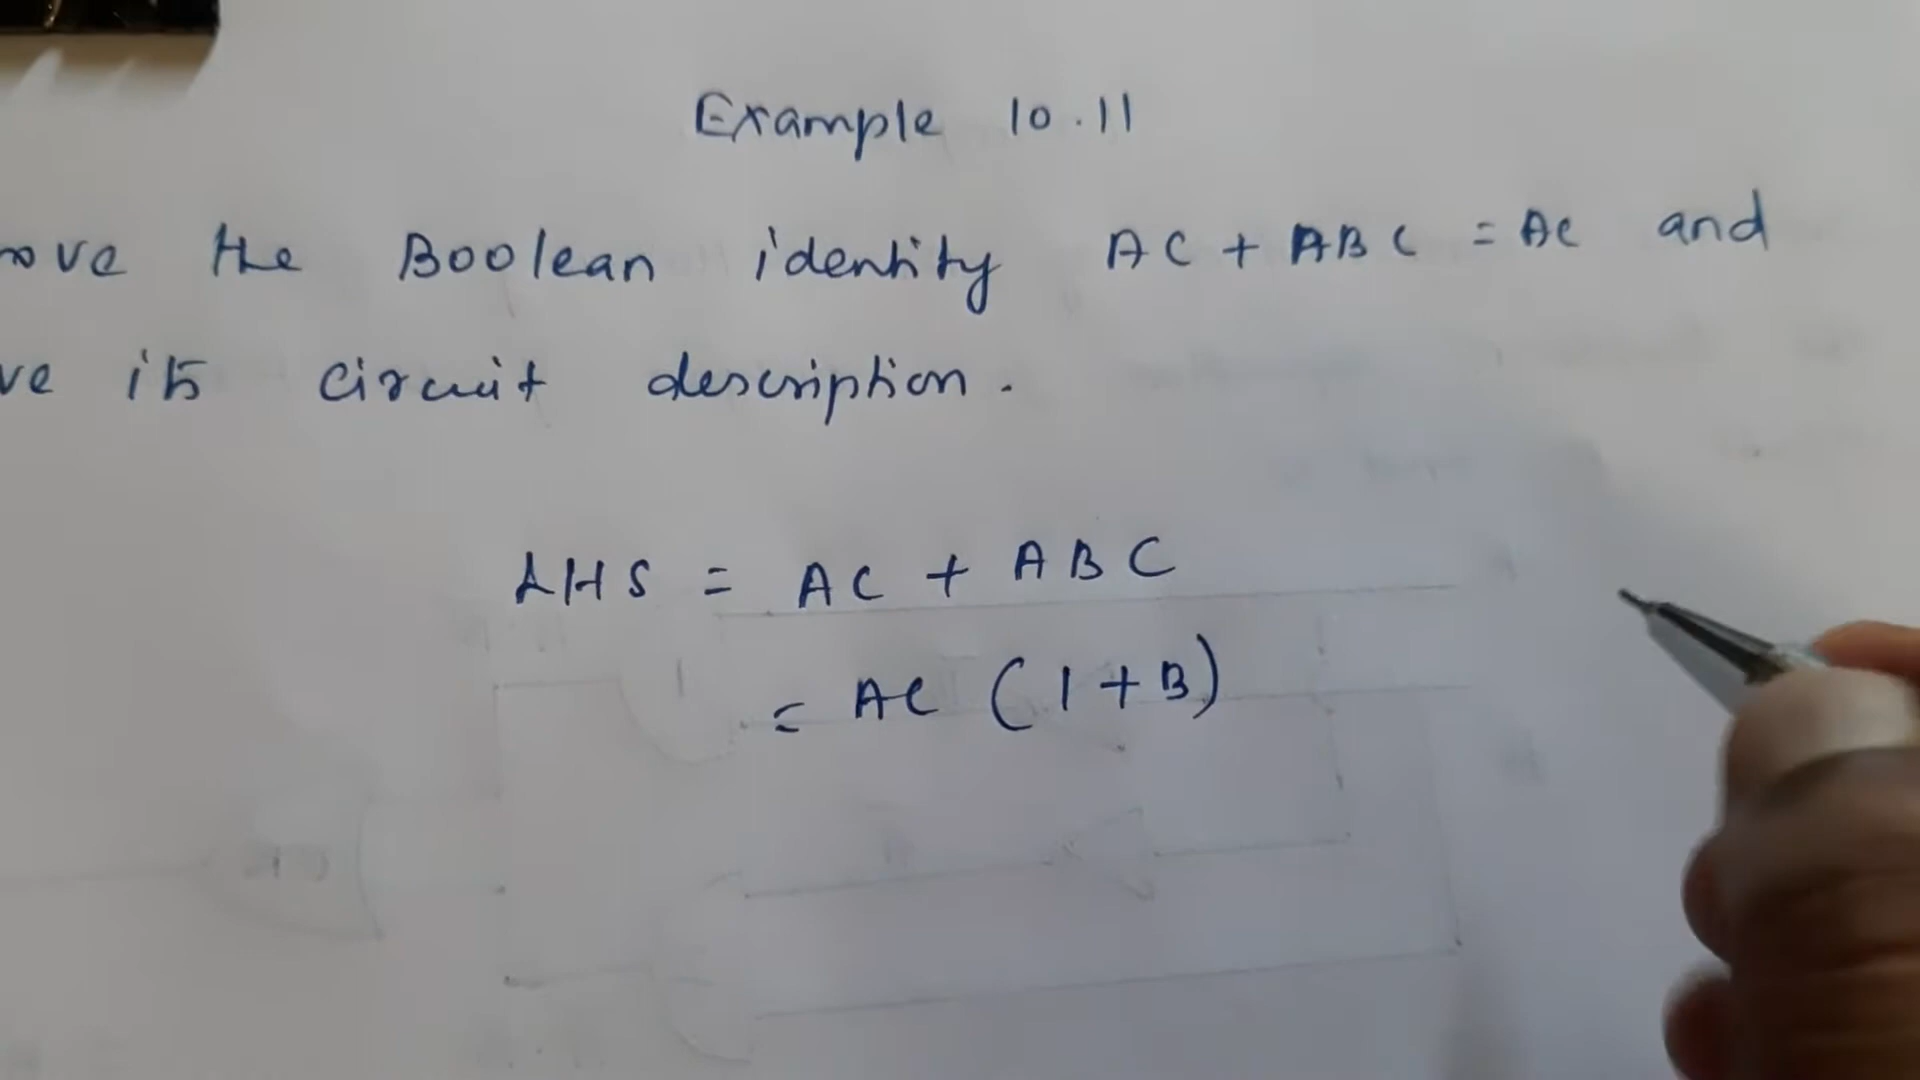 Example 10.11
ove the Boolean identity AC + ABC = AC and
ve its circuit description.
LHS = AC + ABC
= AC (1+B)